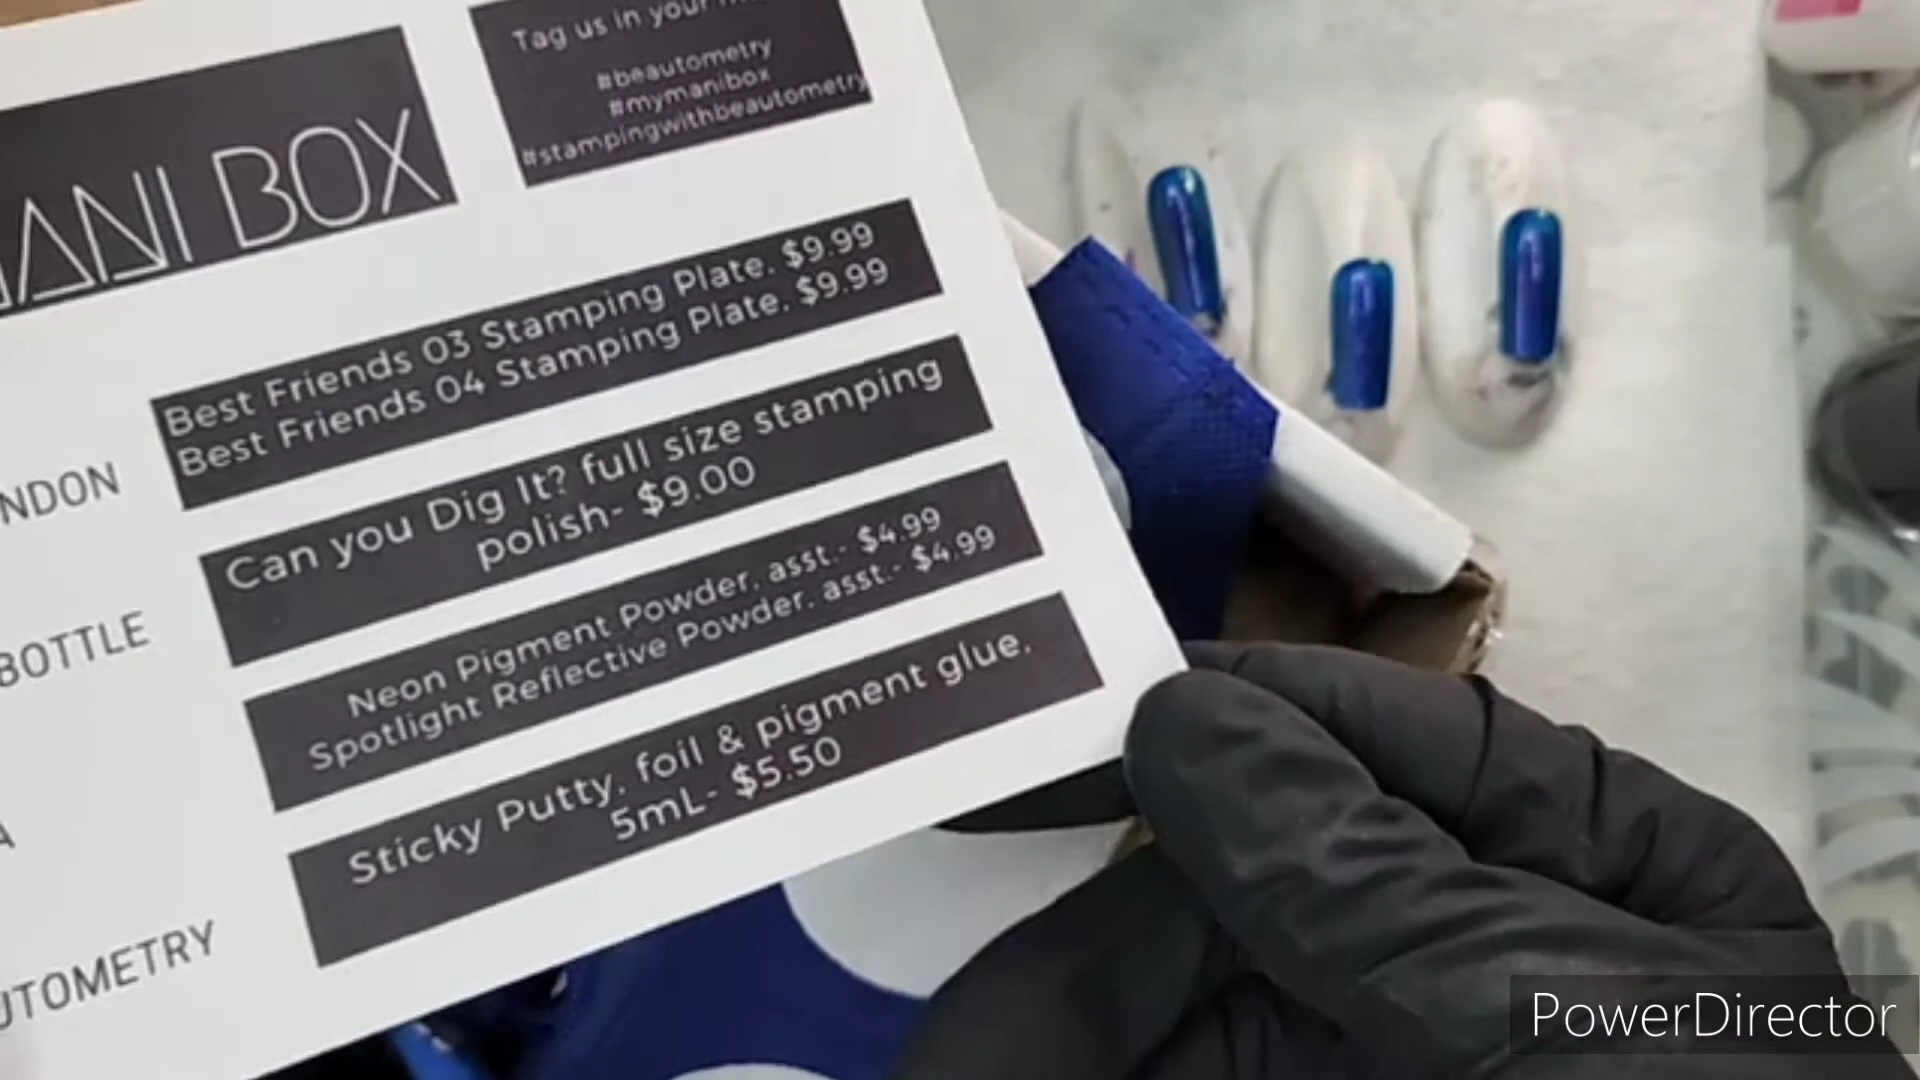 Tag us in your
#beautometry
#mymanibox
#stampingwithbeautometry
ANI BOX
Best Friends 03 Stamping Plate. $9.99
Best Friends 04 Stamping Plate. $9.99
NDON
Can you Dig It? full size stamping
polish- $9.00
BOTTLE
Neon Pigment Powder, asst.- $4.99
Spotlight Reflective Powder. asst.- $4.99
A
Sticky Putty, foil & pigment glue.
5mL- $5.50
UTOMETRY
PowerDirector